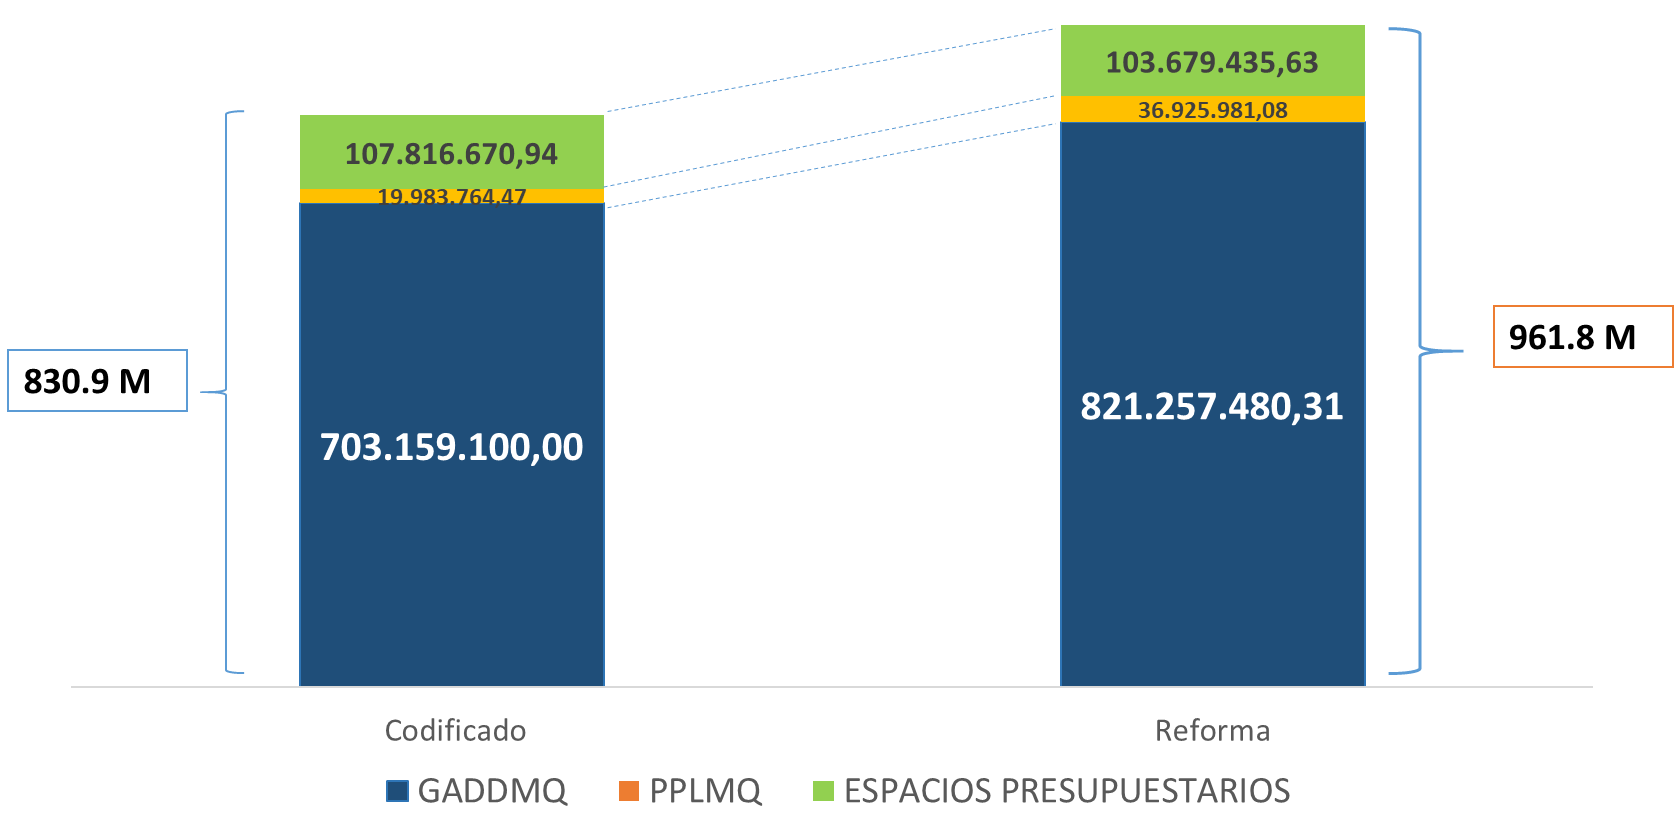 103.679.435,63
36.925.981,08
107.816.670,94
19.983.764,47
961.8 M
830.9 M
821.257.480,31
703.159.100,00
Codificado
Reforma
GADDMQ
PPLMQ
ESPACIOS PRESUPUESTARIOS